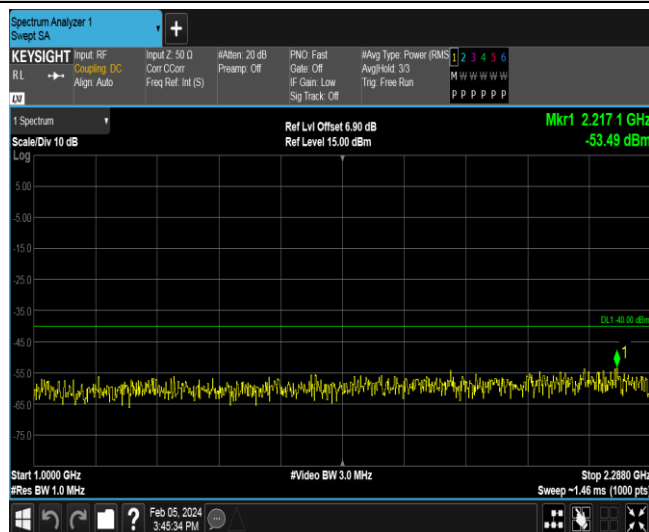 Spectrum Analyzer 1
Swept SA
+
KEYSIGHT Input: RF Input Z: 50 Ω #Atten: 20 dB PNO: Fast #Avg Type: Power (RMS 1 2 3 4 5 6
RL Coupling: DC Corr CCorr Preamp: Off Gate: Off Avg|Hold: 3/3 M W W W W W
Align: Auto Freq Ref: Int (S) IF Gain: Low Trig: Free Run
LXI Sig Track: Off P P P P P P
1 Spectrum Ref Lvl Offset 6.90 dB Mkr1 2.217 1 GHz
Scale/Div 10 dB Ref Level 15.00 dBm -53.49 dBm
Log
5.00
-5.00
-15.0
-25.0
DL1 -40.00 dBm
-35.0
-45.0
1
-55.0
-65.0
-75.0
Start 1.0000 GHz #Video BW 3.0 MHz Stop 2.2880 GHz
#Res BW 1.0 MHz Sweep ~1.46 ms (1000 pts)
? Feb 05, 2024
3:45:34 PM